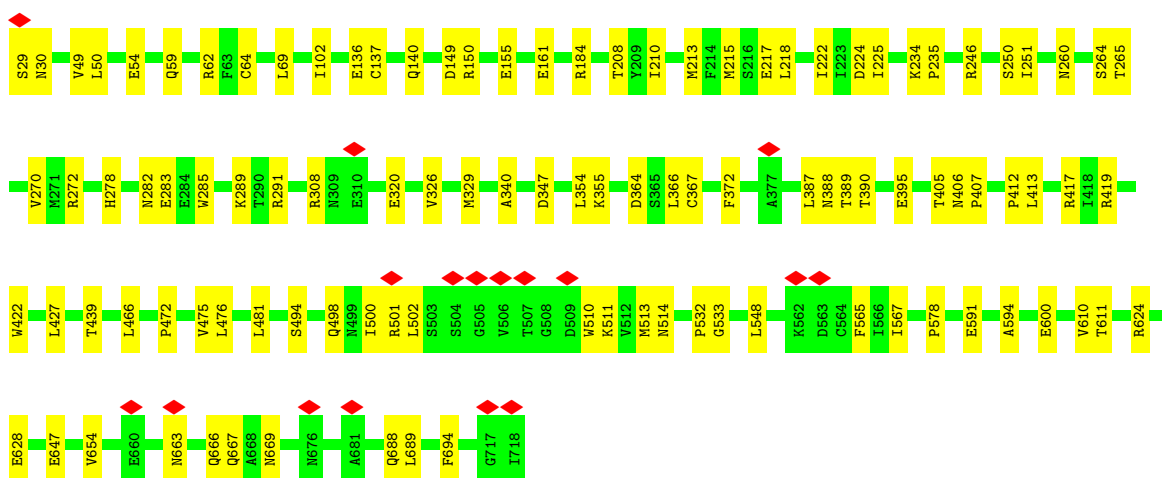 S29 N30 V49 L50 E54 Q59 R62 F63 C64 L69 I102 E136 C137 Q140 D149 R150 E155 E161 R184 T208 Y209 I210 M213 F214 M215 S216 E217 L218 I222 I223 D224 I225 K234 P235 R246 S250 I251 N260 S264 T265
V270 M271 R272 H278 N282 E283 E284 W285 K289 T290 R291 R308 N309 E310 E320 V326 M329 A340 D347 L354 K355 D364 S365 L366 C367 F372 A377 L387 N388 T389 T390 E395 T405 N406 P407 P412 L413 R417 I418 R419
W422 L427 T439 L466 P472 V475 L476 L481 S494 Q498 N499 I500 R501 L502 S503 S504 G505 V506 T507 G508 D509 W510 K511 V512 M513 N514 P532 G533 L548 K562 D563 C564 F565 I566 I567 P578 E591 A594 E600 V610 T611 R624
E628 E647 V654 E660 N663 Q666 Q667 A668 N669 N676 A681 Q688 L689 F694 G717 I718